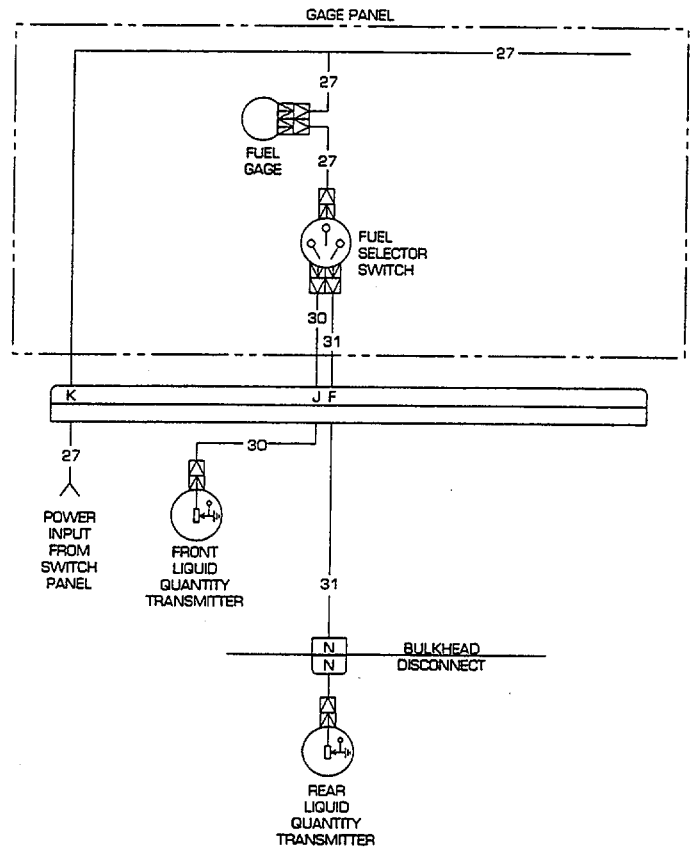 GAGE PANEL
27
27
FUEL
GAGE
27
FUEL
SELECTOR
SWITCH
30
31
K
J F
27
30
POWER
INPUT
FROM
SWITCH
PANEL
FRONT
LIQUID
QUANTITY
TRANSMITTER
31
N
N
BULKHEAD
DISCONNECT
REAR
LIQUID
QUANTITY
TRANSMITTER